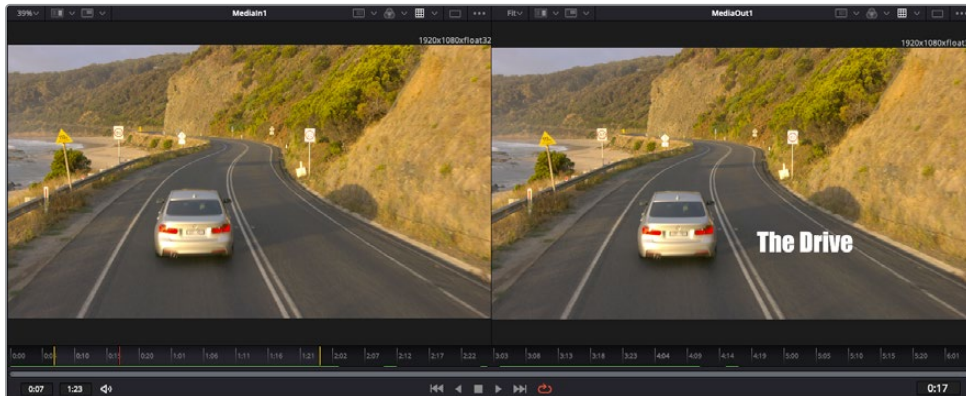 39% MediaIn1
Fit MediaOut1
1920x1080xfloat32
1920x1080xfloat3
The Drive
0:00 0:10 0:20 1:01 1:06 1:11 1:16 1:21 2:02 2:07 2:12 2:17 2:22 3:03 3:08 3:13 3:18 3:23 4:04 4:09 4:14 4:19 5:00 5:05 5:10 5:15 5:20 6:01
0:07 1:23 0:17